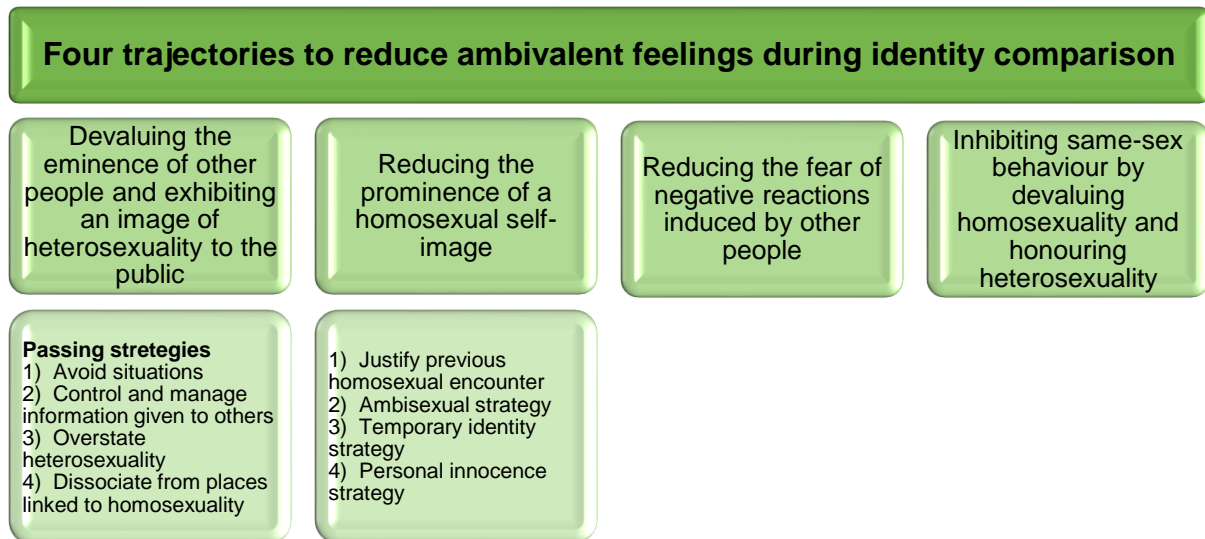 Four trajectories to reduce ambivalent feelings during identity comparison
Devaluing the
eminence of other
people and exhibiting
an image of
heterosexuality to the
public
Reducing the
prominence of a
homosexual self-
image
Reducing the fear of
negative reactions
induced by other
people
Inhibiting same-sex
behaviour by
devaluing
homosexuality and
honouring
heterosexuality
Passing stretegies
1) Avoid situations
2) Control and manage
information given to others
3) Overstate
heterosexuality
4) Dissociate from places
linked to homosexuality
1) Justify previous
homosexual encounter
2) Ambisexual strategy
3) Temporary identity
strategy
4) Personal innocence
strategy